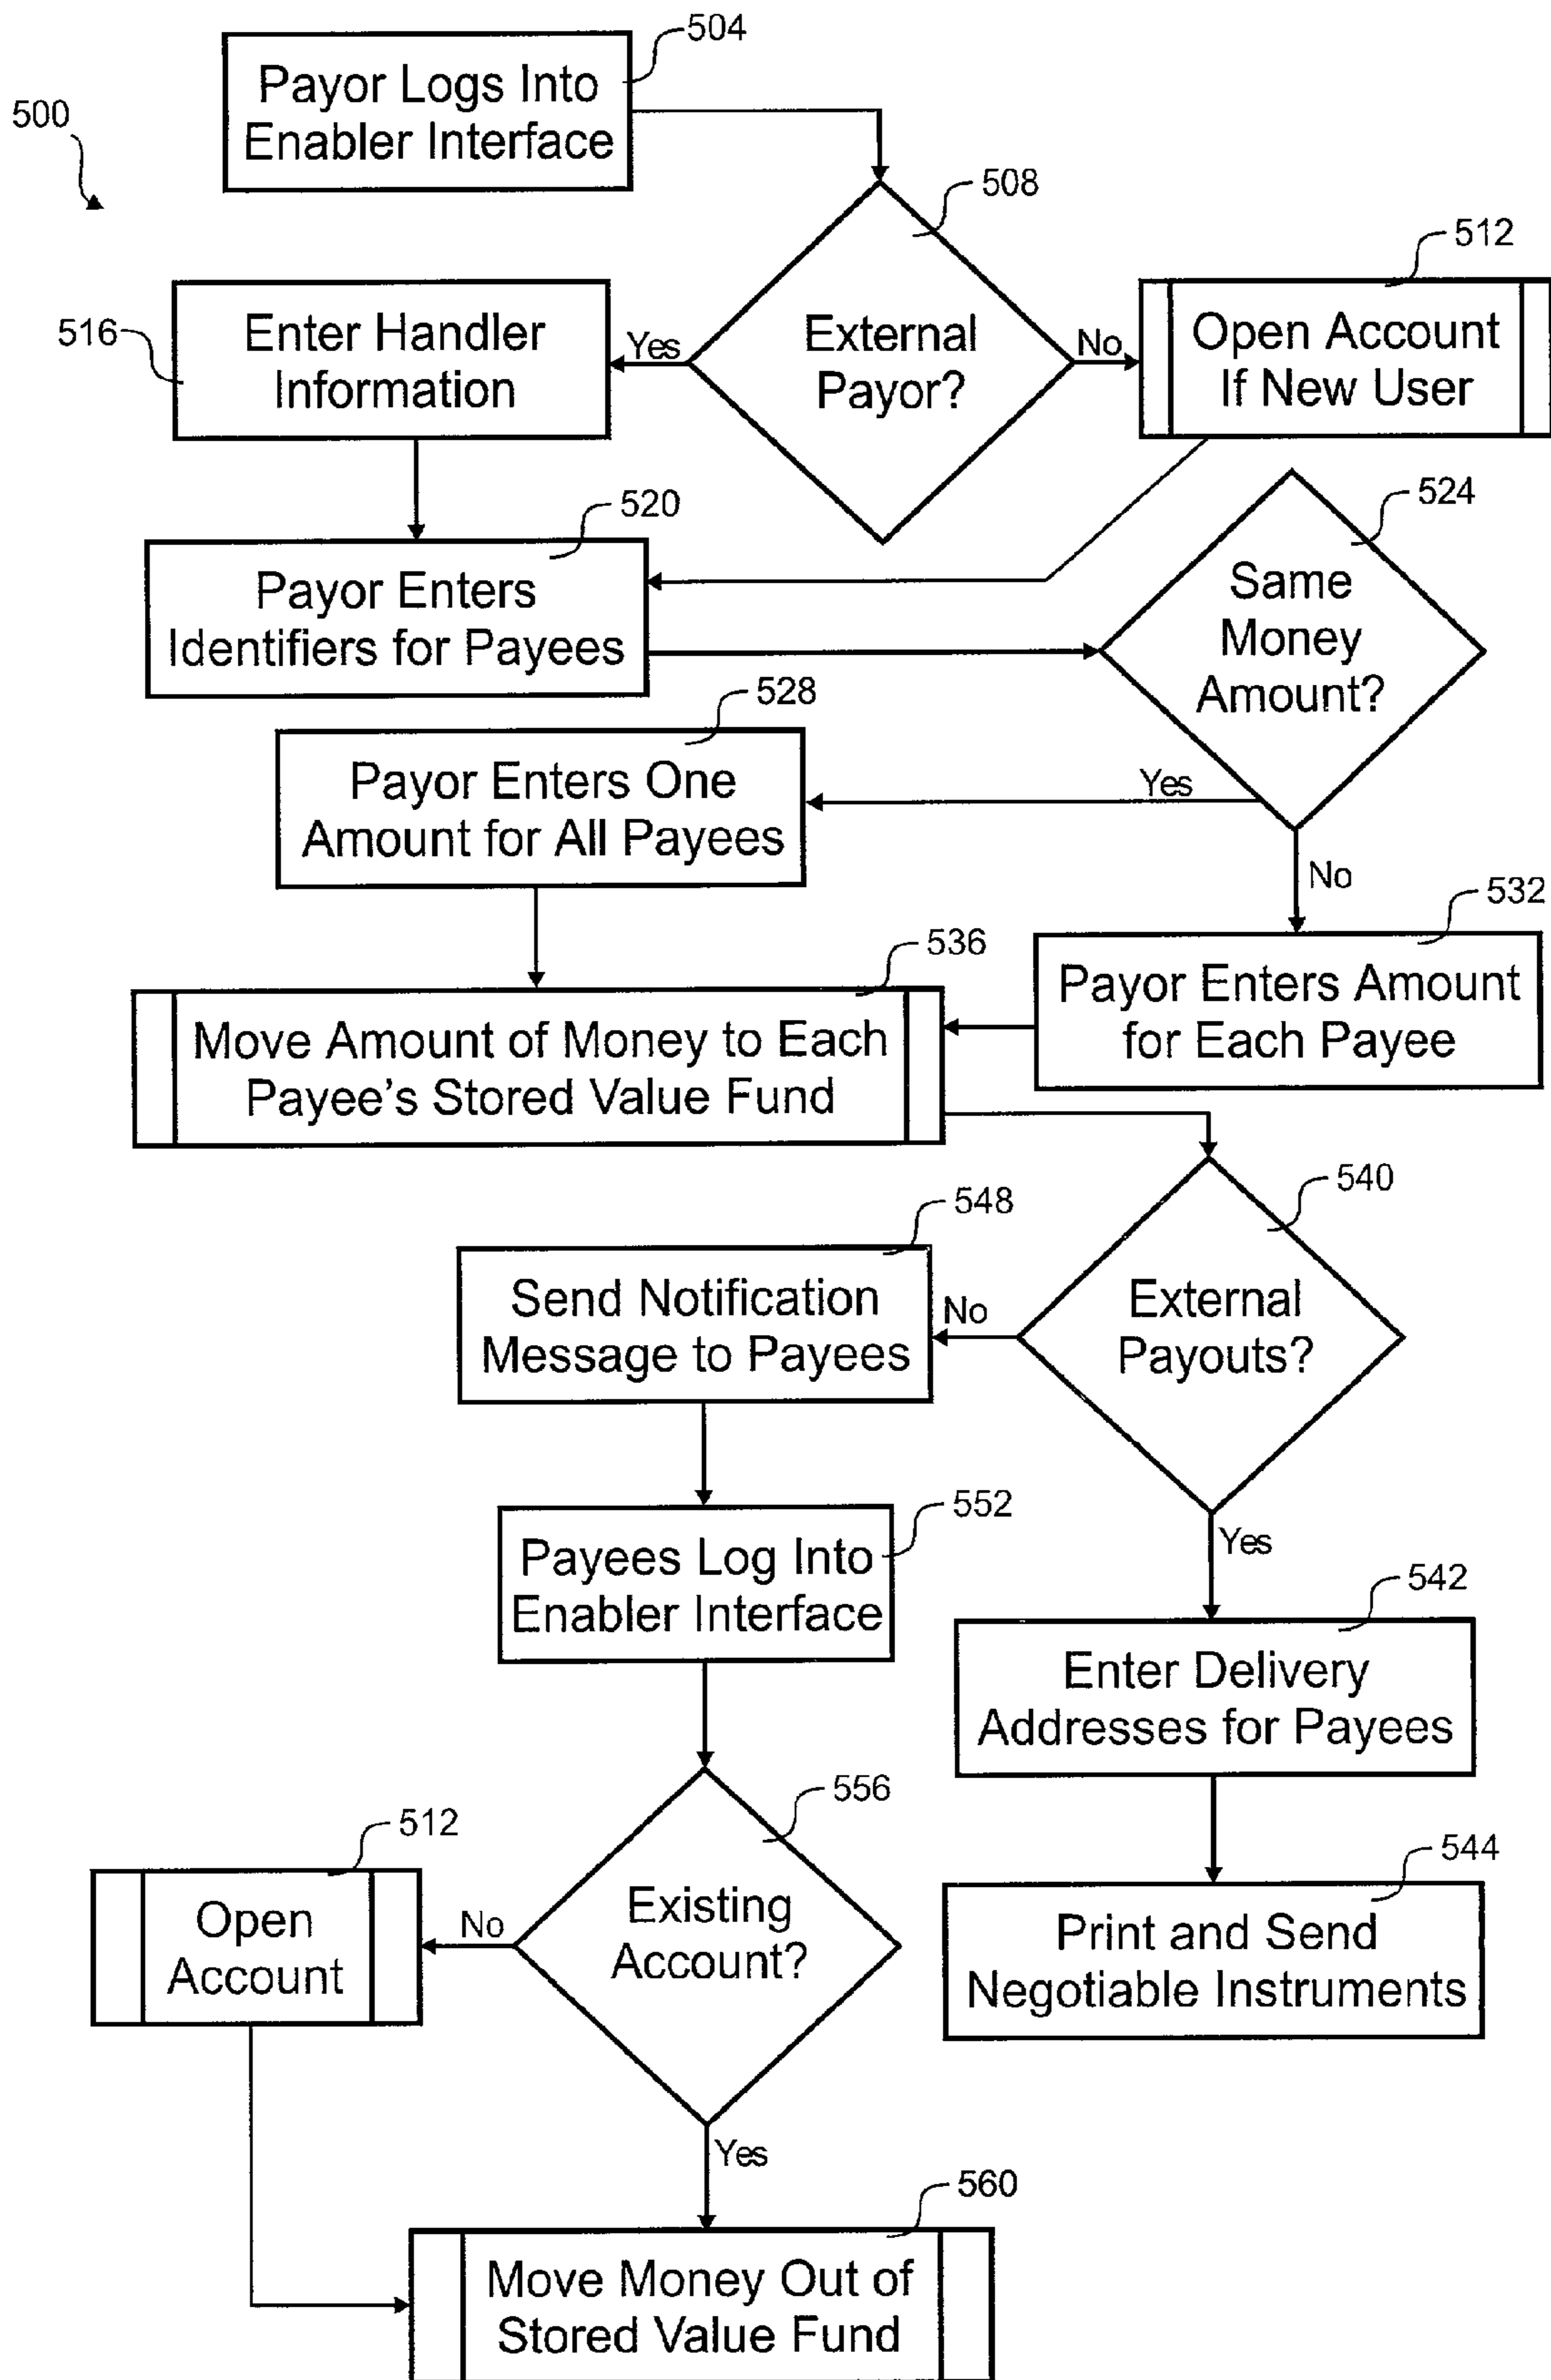 504
Payor Logs Into
Enabler Interface
500
508
External
Payor?
512
Open Account
If New User
No
Yes
516
Enter Handler
Information
520
Payor Enters
Identifiers for Payees
524
Same
Money
Amount?
528
Payor Enters One
Amount for All Payees
Yes
No
532
Payor Enters Amount
for Each Payee
536
Move Amount of Money to Each
Payee's Stored Value Fund
540
External
Payouts?
548
Send Notification
Message to Payees
No
Yes
552
Payees Log Into
Enabler Interface
542
Enter Delivery
Addresses for Payees
556
Existing
Account?
512
Open
Account
No
544
Print and Send
Negotiable Instruments
Yes
560
Move Money Out of
Stored Value Fund